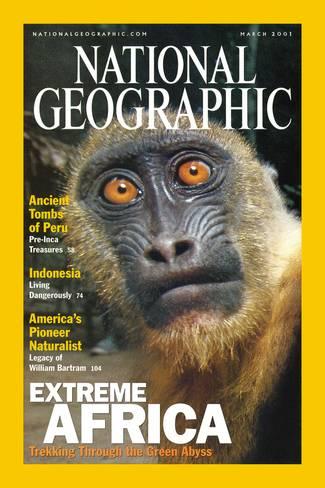 NATIONALGEOGRAPHIC.COM MARCH 2001
NATIONAL
GEOGRAPHIC
Ancient
Tombs
of Peru
Pre-Inca
Treasures 58
Indonesia
Living
Dangerously 74
America's
Pioneer
Naturalist
Legacy of
William Bartram 104
EXTREME
AFRICA
Trekking Through the Green Abyss